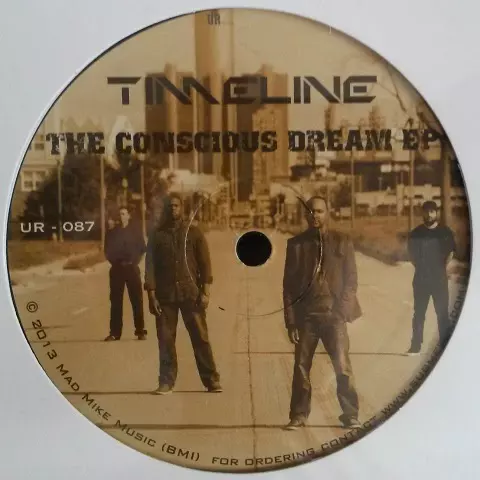 UR
TIMELINE
THE CONSCIOUS DREAM EP
UR - 087
© 2013 MAD MIKE MUSIC (BMI) FOR ORDERING CONTACT